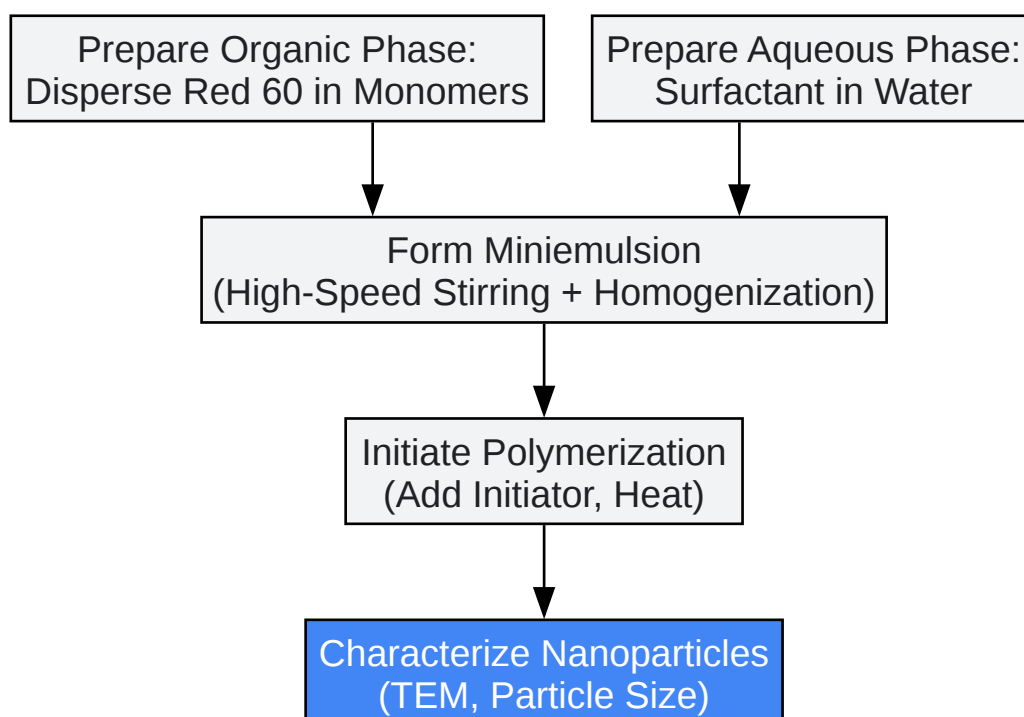 Prepare Organic Phase:
Disperse Red 60 in Monomers
Prepare Aqueous Phase:
Surfactant in Water
Form Miniemulsion
(High-Speed Stirring + Homogenization)
Initiate Polymerization
(Add Initiator, Heat)
Characterize Nanoparticles
(TEM, Particle Size)